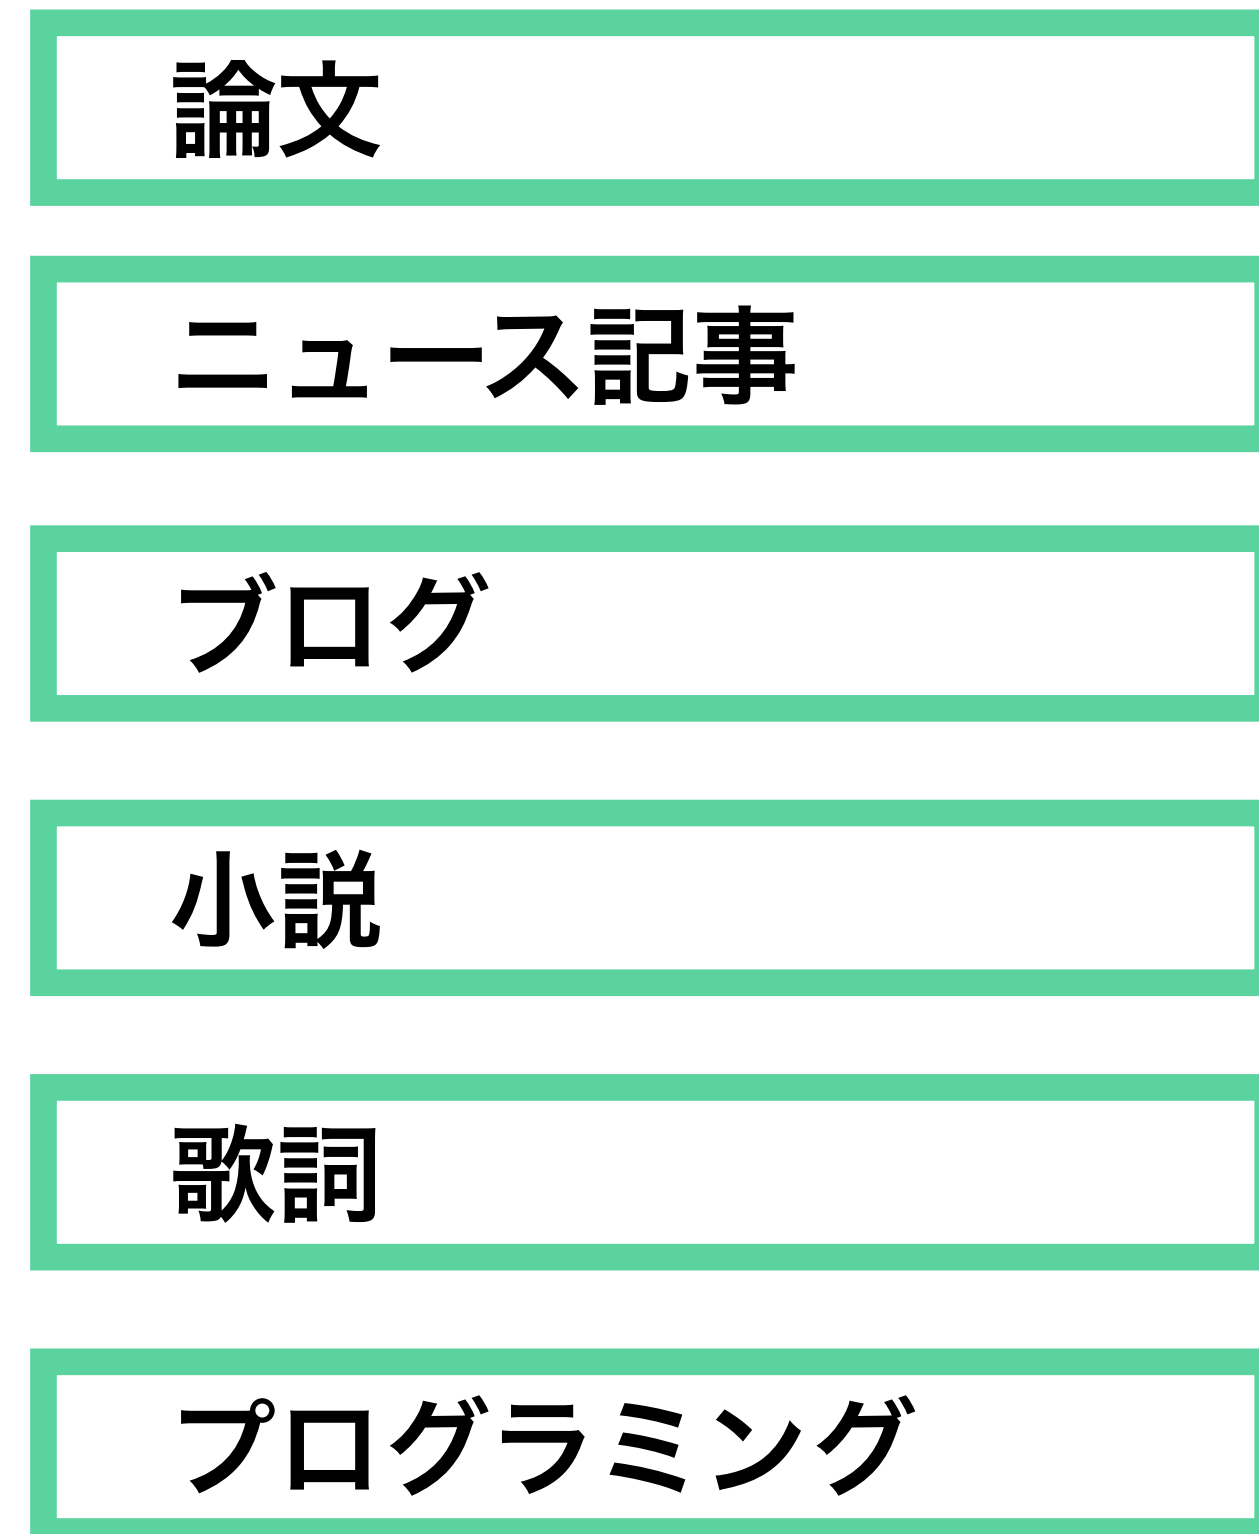 論文
ニュース記事
ブログ
小説
歌詞
プログラミング